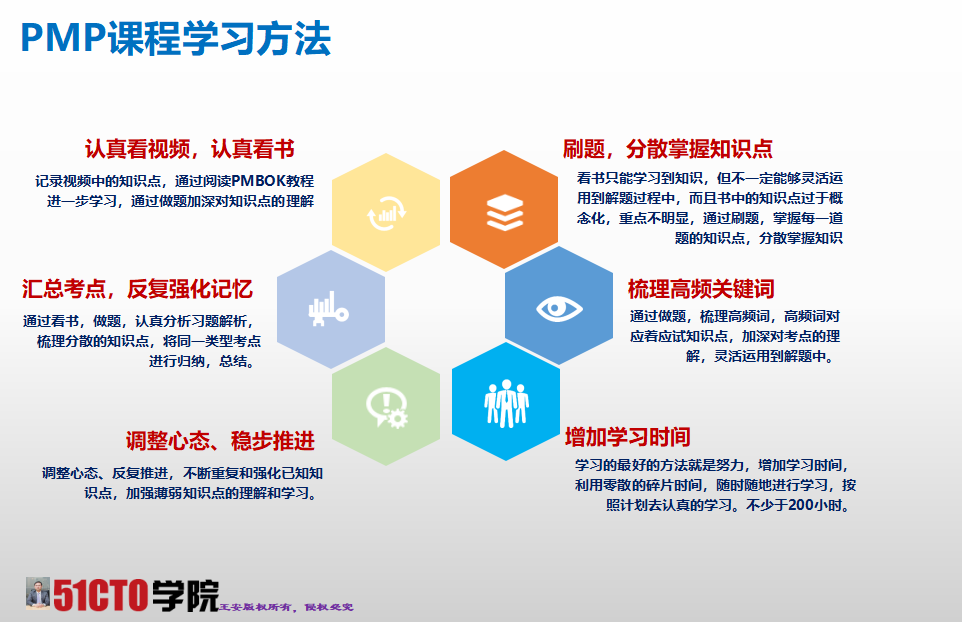 PMP课程学习方法
认真看视频，认真看书
记录视频中的知识点，通过阅读PMBOK教程
进一步学习，通过做题加深对知识点的理解
刷题，分散掌握知识点
看书只能学习到知识，但不一定能够灵活运
用到解题过程中，而且书中的知识点过于概
念化，重点不明显，通过刷题，掌握每一道
题的知识点，分散掌握知识
汇总考点，反复强化记忆
通过看书，做题，认真分析习题解析，
梳理分散的知识点，将同一类型考点
进行归纳，总结。
梳理高频关键词
通过做题，梳理高频词，高频词对
应着应试知识点，加深对考点的理
解，灵活运用到解题中。
调整心态、稳步推进
调整心态、反复推进，不断重复和强化已知知
识点，加强薄弱知识点的理解和学习。
增加学习时间
学习的最好的方法就是努力，增加学习时间，
利用零散的碎片时间，随时随地进行学习，按
照计划去认真的学习。不少于200小时。
51CTO学院
王安版权所有，侵权必究